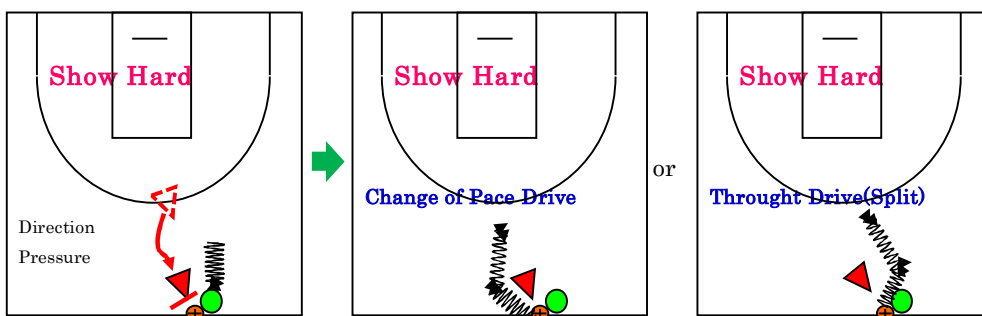 Show Hard
Direction
Pressure
Show Hard
Change of Pace Drive
or
Show Hard
Throught Drive(Split)